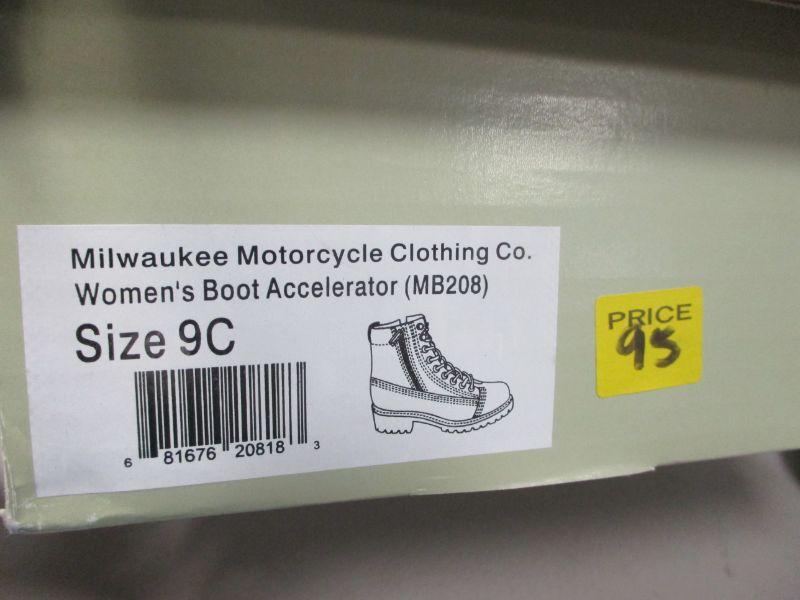 Milwaukee Motorcycle Clothing Co.
Women's Boot Accelerator (MB208)
Size 9C
6 81676 20818 3
PRICE
95